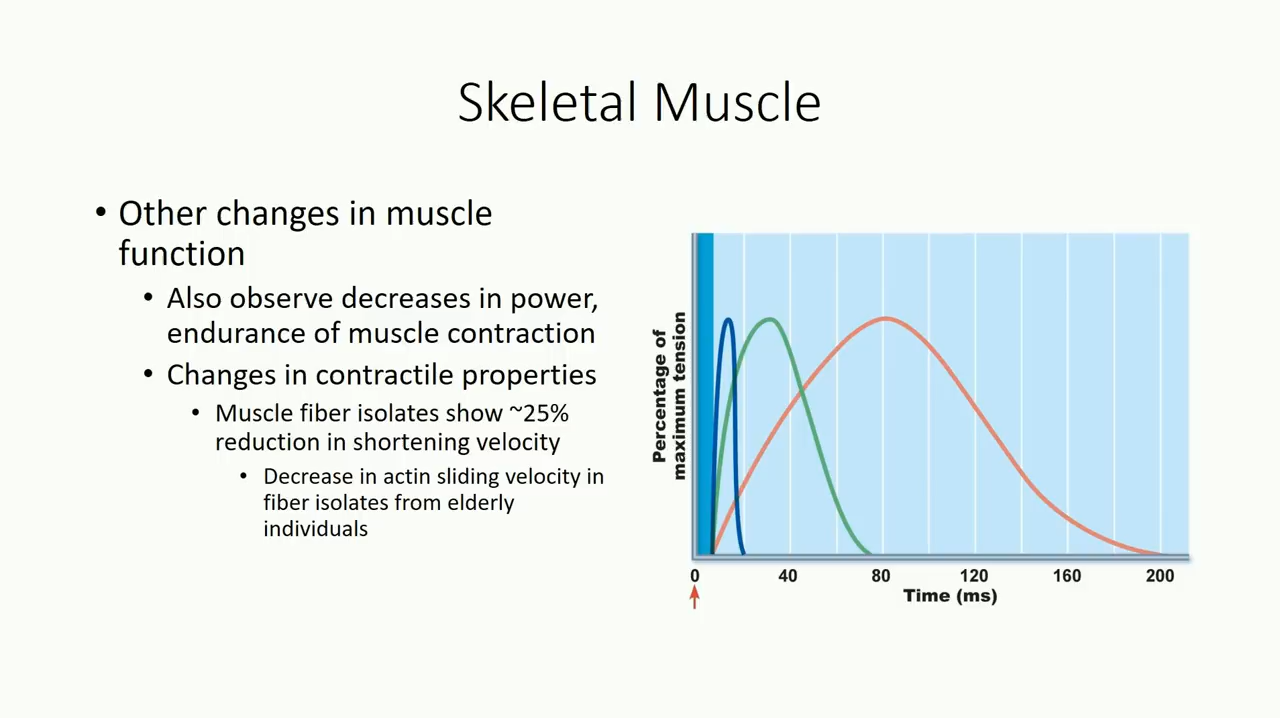 Skeletal Muscle
• Other changes in muscle
function
• Also observe decreases in power,
endurance of muscle contraction
• Changes in contractile properties
• Muscle fiber isolates show ~25%
reduction in shortening velocity
• Decrease in actin sliding velocity in
fiber isolates from elderly
individuals
Percentage of
maximum tension
0 40 80 120 160 200
Time (ms)